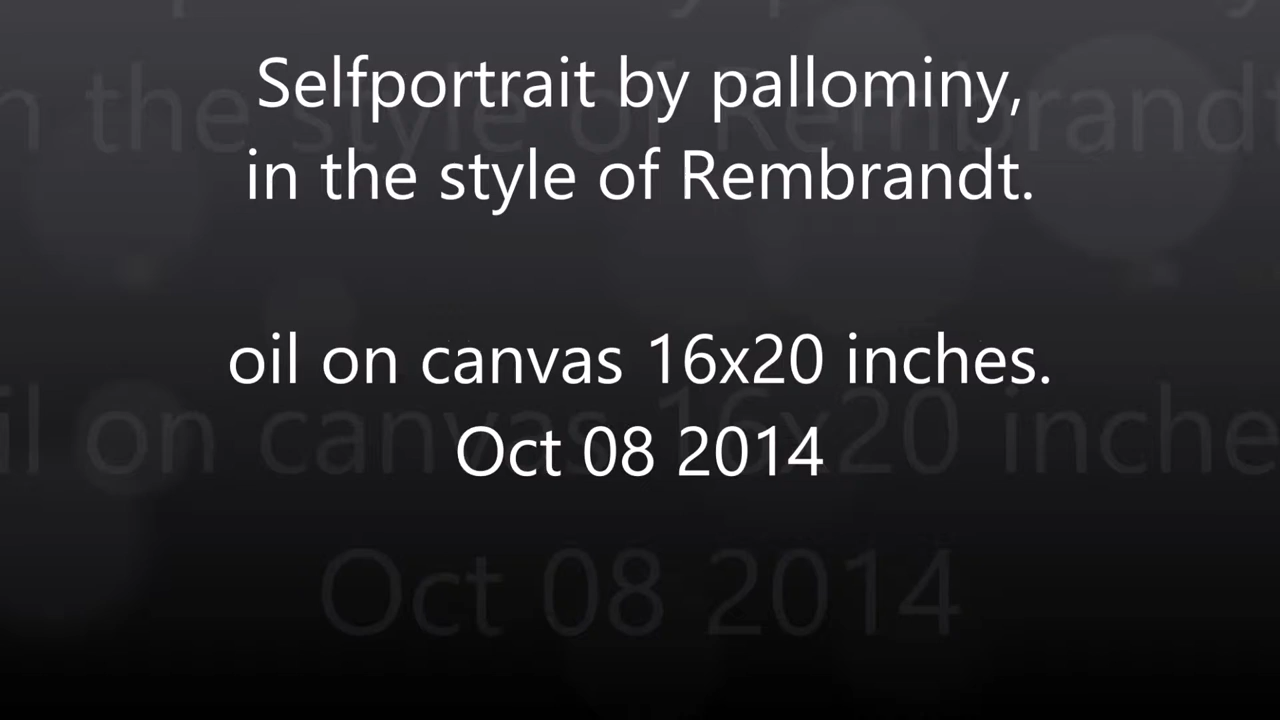 Selfportrait by pallominy,
in the style of Rembrandt.
oil on canvas 16x20 inches.
Oct 08 2014